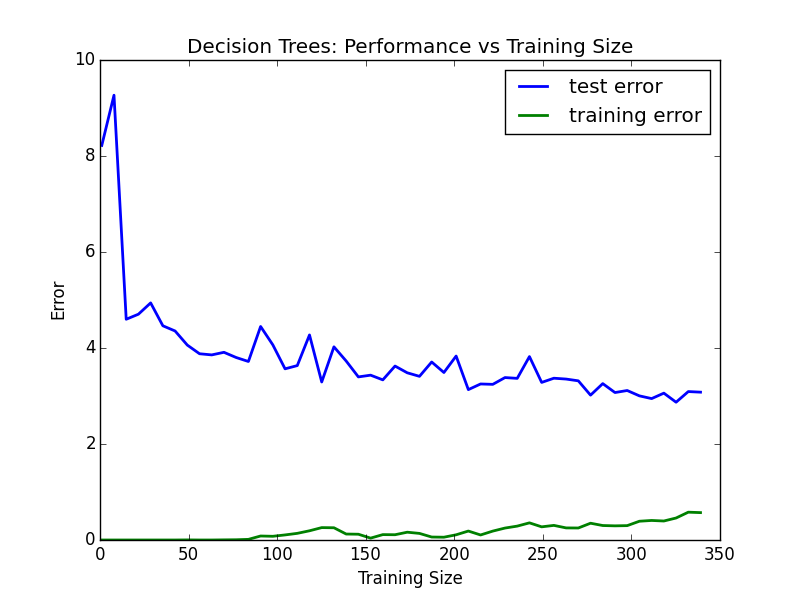 Decision Trees: Performance vs Training Size
10
8
6
4
2
0
Error
test error
training error
0 50 100 150 200 250 300 350
Training Size